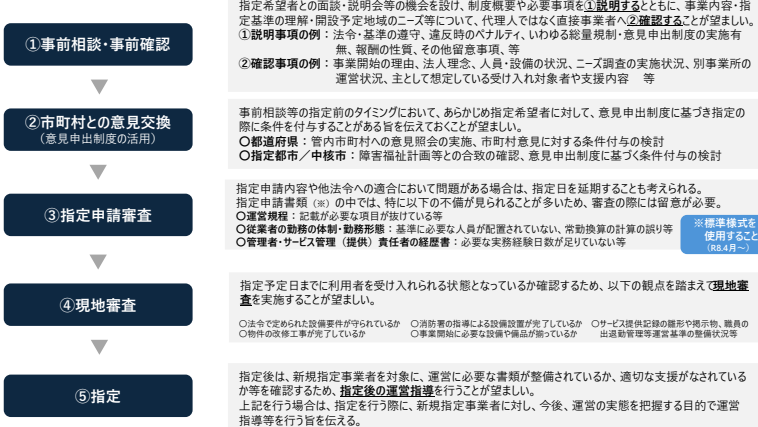 指定希望者との面談・説明会等の機会を設け、制度概要や必要事項を①説明するとともに、事業内容・指
定基準の理解・開設予定地域のニーズ等について、代理人ではなく直接事業者へ②確認することが望ましい。
①説明事項の例：法令・基準の遵守、違反時のペナルティ、いわゆる総量規制・意見申出制度の実施有
無、報酬の性質、その他留意事項、等
②確認事項の例：事業開始の理由、法人理念、人員・設備の状況、ニーズ調査の実施状況、別事業所の
運営状況、主として想定している受け入れ対象者や支援内容　等
①事前相談・事前確認
②市町村との意見交換
（意見申出制度の活用）
事前相談等の指定前のタイミングにおいて、あらかじめ指定希望者に対して、意見申出制度に基づき指定の
際に条件を付与することがある旨を伝えておくことが望ましい。
〇都道府県：管内市町村への意見照会の実施、市町村意見に対する条件付与の検討
〇指定都市／中核市：障害福祉計画等との合致の確認、意見申出制度に基づく条件付与の検討
③指定申請審査
指定申請内容や他法令への適合において問題がある場合は、指定日を延期することも考えられる。
指定申請書類（※）の中では、特に以下の不備が見られることが多いため、審査の際には留意が必要。
〇運営規程：記載が必要な項目が抜けている等
〇従業者の勤務の体制・勤務形態：基準に必要な人員が配置されていない、常勤換算の計算の誤り等
〇管理者・サービス管理（提供）責任者の経歴書：必要な実務経験日数が足りていない等
※標準様式を
使用すること
（R8.4月～）
④現地審査
指定予定日までに利用者を受け入れられる状態となっているか確認するため、以下の観点を踏まえて現地審
査を実施することが望ましい。
〇法令で定められた設備要件が守られているか　〇消防署の指導による設備設置が完了しているか　〇サービス提供記録の雛形や掲示物、職員の
〇物件の改修工事が完了しているか　〇事業開始に必要な設備や備品が揃っているか　出退勤管理等運営基準の整備状況等
⑤指定
指定後は、新規指定事業者を対象に、運営に必要な書類が整備されているか、適切な支援がなされている
か等を確認するため、指定後の運営指導を行うことが望ましい。
上記を行う場合は、指定を行う際に、新規指定事業者に対し、今後、運営の実態を把握する目的で運営
指導等を行う旨を伝える。